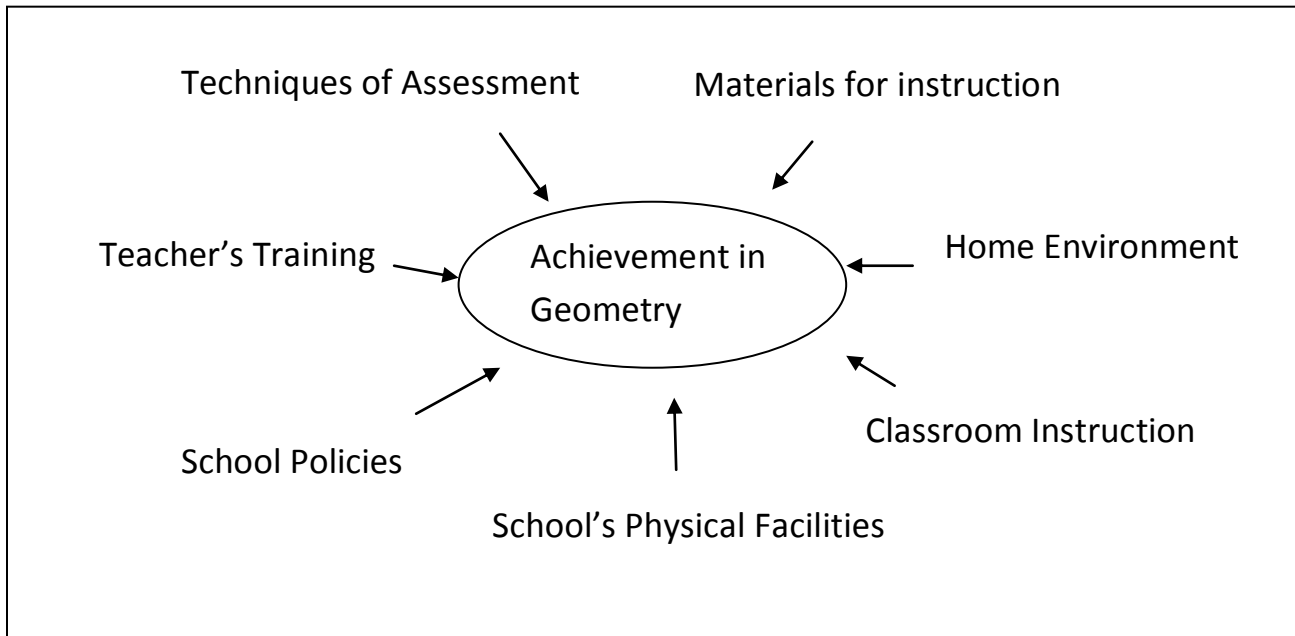 Techniques of Assessment
Materials for instruction
Teacher’s Training
Achievement in
Geometry
Home Environment
School Policies
Classroom Instruction
School’s Physical Facilities